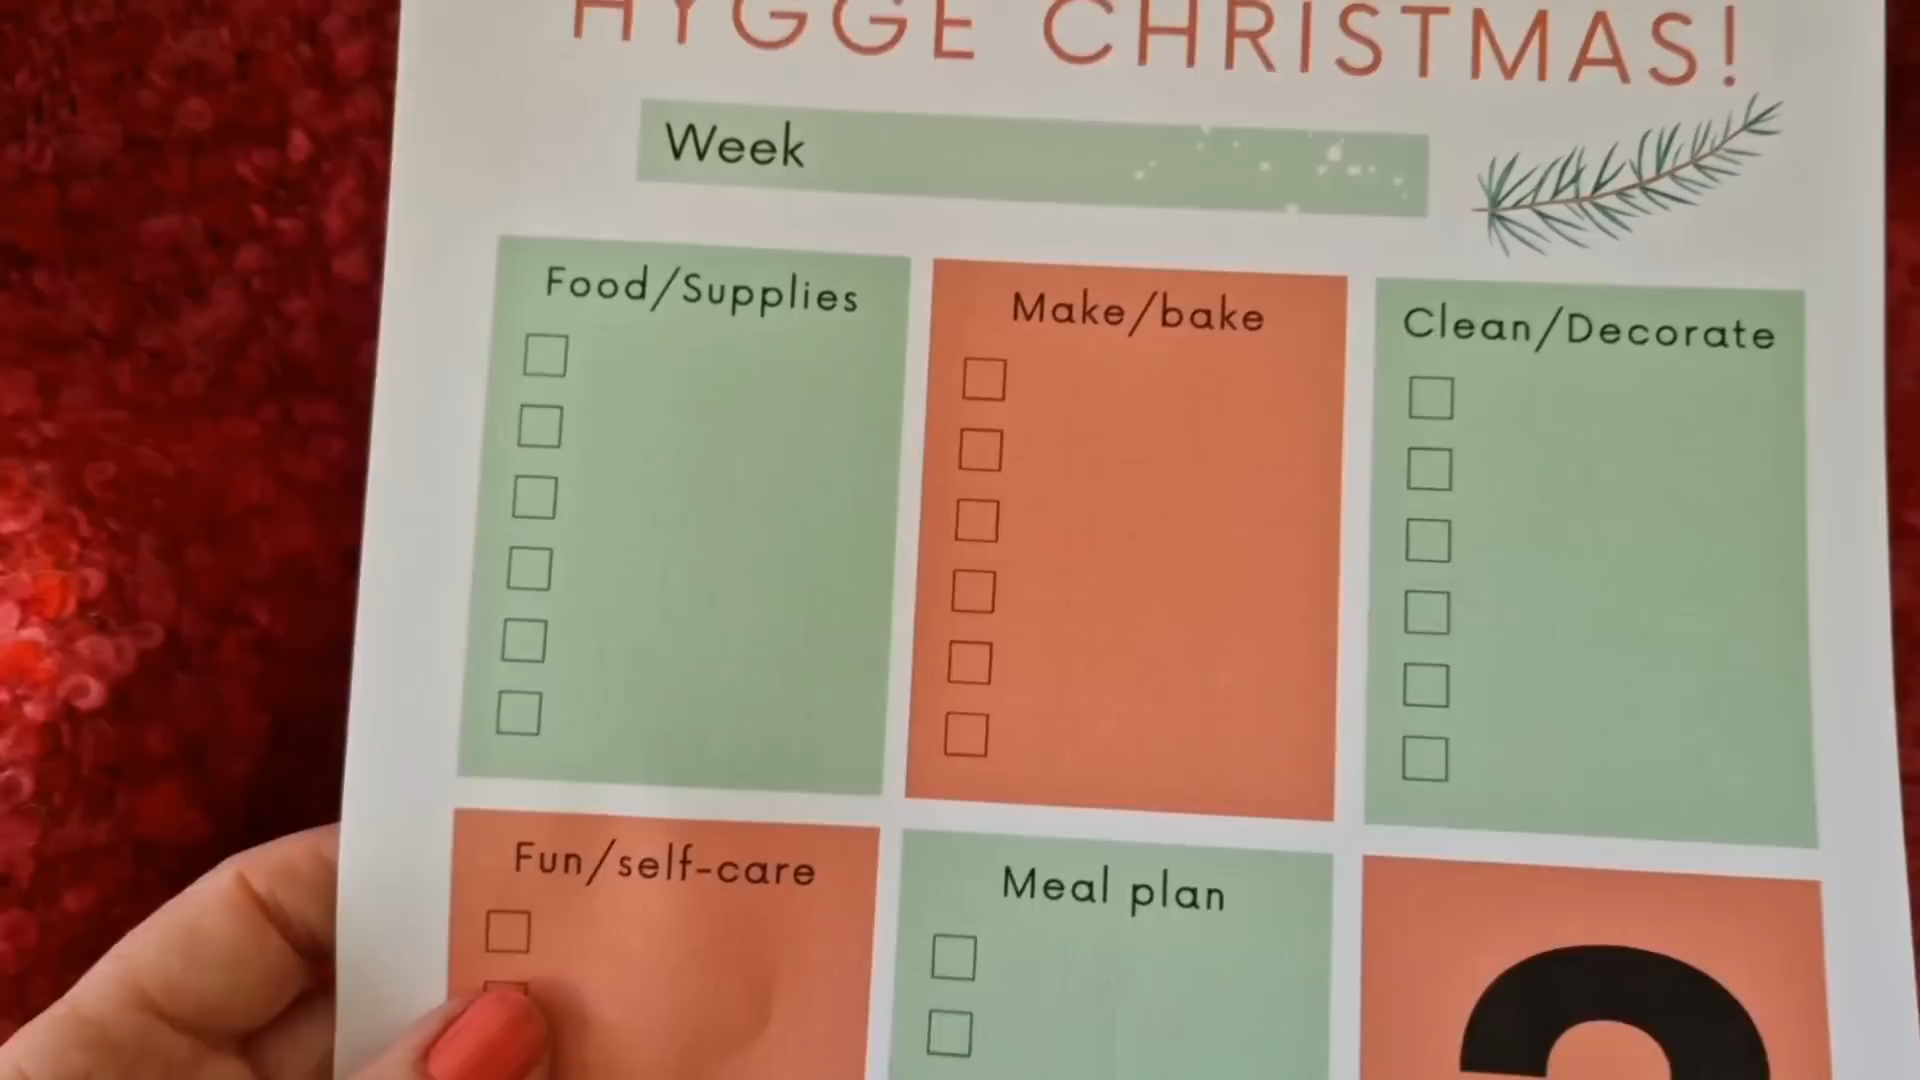 HYGGE CHRISTMAS!
Week
Food/Supplies
Make/bake
Clean/Decorate
Fun/self-care
Meal plan